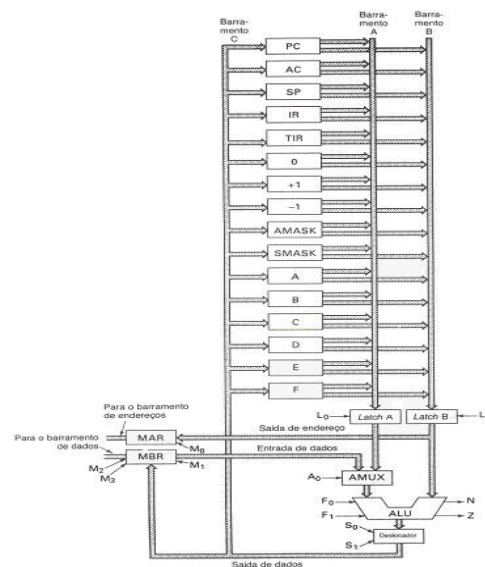 Barra-
mento
C
Barra-
mento
A
Barra-
mento
B
PC
AC
SP
IR
TIR
0
+1
−1
AMASK
SMASK
A
B
C
D
E
F
L0
Latch A
Latch B
L
Para o barramento
de endereços
Saída de endereço
MAR
M0
Para o barramento
de dados
Entrada de dados
MBR
M1
M2
M3
A0
AMUX
F0
F1
ALU
N
Z
S0
S1
Deslocador
Saída de dados